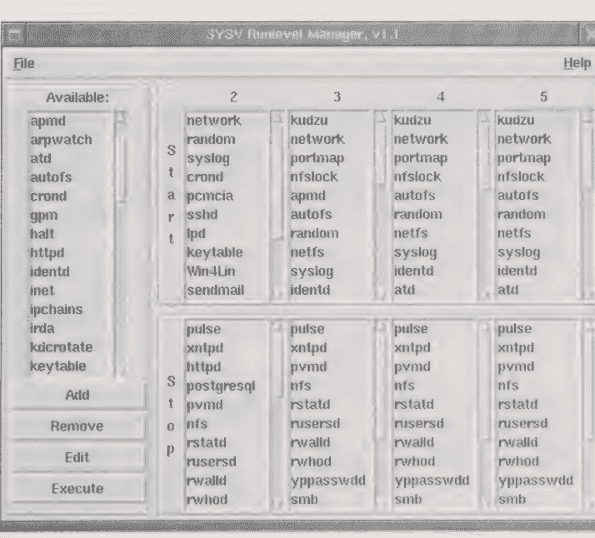 SYSV Runlevel Manager, v1.1
File Help
Available:
apmd
arpwatch
atd
autofs
crond
gpm
halt
httpd
identd
inet
ipchains
irda
kdcrotate
keytable
Add
Remove
Edit
Execute
2 3 4 5
Start
network kudzu kudzu kudzu
random network network network
syslog portmap portmap portmap
crond nfslock nfslock nfslock
pcmcia apmd autofs autofs
sshd autofs random random
lpd random netfs netfs
keytable netfs syslog syslog
Win4Lin syslog identd identd
sendmail identd atd atd
Stop
pulse pulse pulse pulse
xntpd xntpd xntpd xntpd
httpd pvmd pvmd pvmd
postgresql nfs nfs nfs
pvmd rstatd rstatd rstatd
nfs rusersd rusersd rusersd
rstatd rwalld rwalld rwalld
rusersd rwhod rwhod rwhod
rwalld yppasswdd yppasswdd yppasswdd
rwhod smb smb smb